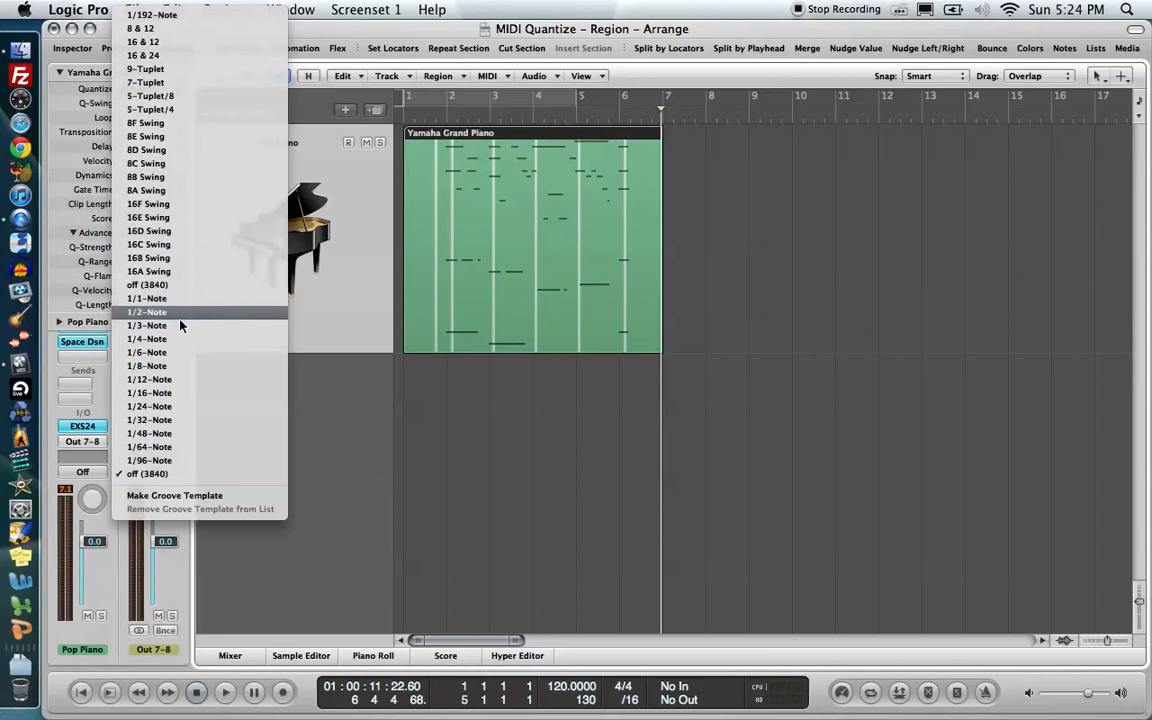 Logic Pro
Window
Screenset 1
Help
Stop Recording
Sun 5:24 PM
MIDI Quantize - Region - Arrange
Inspector
Automation
Flex
Set Locators
Repeat Section
Cut Section
Insert Section
Split by Locators
Split by Playhead
Merge
Nudge Left/Right
Bounce
Colors
Notes
Lists
Media
H
Edit
Track
Region
MIDI
Audio
View
Snap:
Smart
Drag:
Overlap
1 2 3 4 5 6 7 8 9 10 11 12 13 14 15 16 17
Yamaha Gr
Quantize
Q-Swing
Loop
Transposition
Delay
Velocity
Dynamics
Gate Time
Clip Length
Score
Advanc
Q-Strength
Q-Range
Q-Flam
Q-Velocity
Q-Length
Pop Piano
Space Dsn
Sends
I/O
EXS24
Out 7-8
Off
7.1
0.0
0.0
M S
M S
Bnce
Pop Piano
Out 7-8
1/192-Note
8 & 12
16 & 12
16 & 24
9-Tuplet
7-Tuplet
5-Tuplet/8
5-Tuplet/4
8F Swing
8E Swing
8D Swing
8C Swing
8B Swing
8A Swing
16F Swing
16E Swing
16D Swing
16C Swing
16B Swing
16A Swing
off (3840)
1/1-Note
1/2-Note
1/3-Note
1/4-Note
1/6-Note
1/8-Note
1/12-Note
1/16-Note
1/24-Note
1/32-Note
1/48-Note
1/64-Note
1/96-Note
✓ off (3840)
Make Groove Template
Remove Groove Template from List
R M S
Yamaha Grand Piano
Mixer
Sample Editor
Piano Roll
Score
Hyper Editor
01 : 00 : 11 : 22.60
6 4 4 68.
1 1 1 1
5 1 1 1
120.0000
130
4/4
/16
No In
No Out
CPU
HD